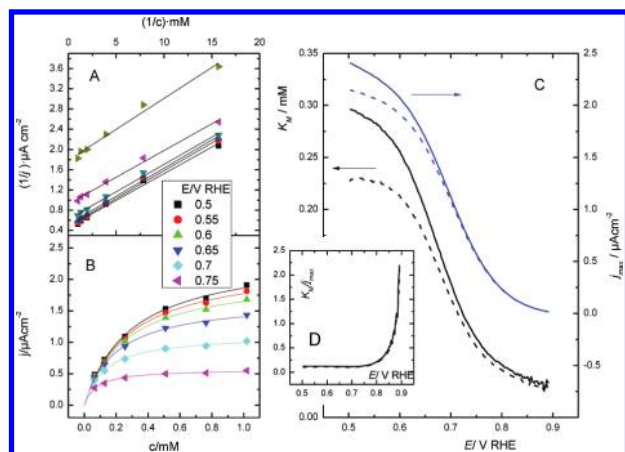 (1/c)·mM
0 5 10 15 20
A
(1/j)·μA cm⁻²
3.6
3.2
2.8
2.4
2.0
1.6
1.2
0.8
0.4
E/V RHE
0.5
0.55
0.6
0.65
0.7
0.75
B
j/μAcm⁻²
2.0
1.5
1.0
0.5
0.0
0.0 0.2 0.4 0.6 0.8 1.0 1.2
c/mM
C
K_M / mM
0.35
0.30
0.25
0.20
0.00
2.5
2.0
1.5
1.0
0.5
0.0
-0.5
j_max / μAcm⁻²
0.5 0.6 0.7 0.8 0.9
E/ V RHE
D
K_M/j_max
2.5
2.0
1.5
1.0
0.5
0.0
0.5 0.6 0.7 0.8 0.9
E/ V RHE